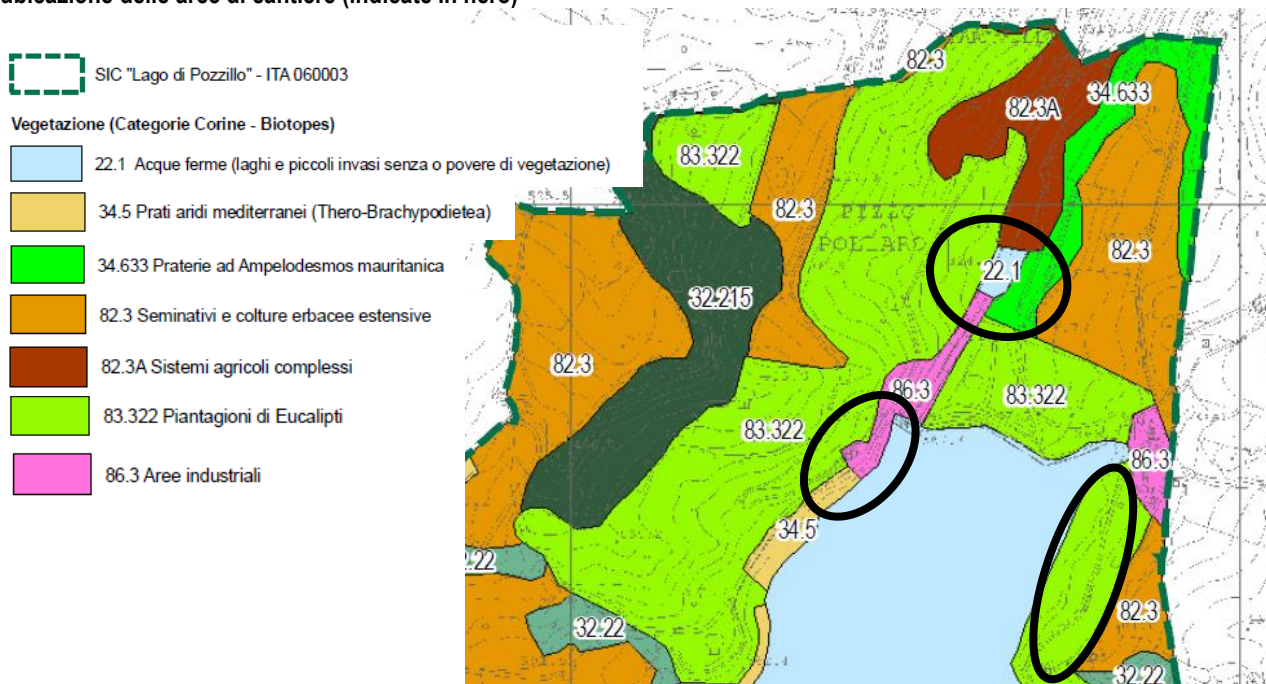 ubicazione delle aree di cantiere (indicate in nero)
SIC "Lago di Pozzillo" - ITA 060003
Vegetazione (Categorie Corine - Biotopes)
22.1 Acque ferme (laghi e piccoli invasi senza o povere di vegetazione)
34.5 Prati aridi mediterranei (Thero-Brachypodietea)
34.633 Praterie ad Ampelodesmos mauritanica
82.3 Seminativi e colture erbacee estensive
82.3A Sistemi agricoli complessi
83.322 Piantagioni di Eucalipti
86.3 Aree industriali
82.3
34.633
82.3A
83.322
525.5
82.3
PIZZO
82.3
22.1
32.215
82.3
86.3
83.322
83.322
86.3
34.5
2.22
82.3
32.22
32.22